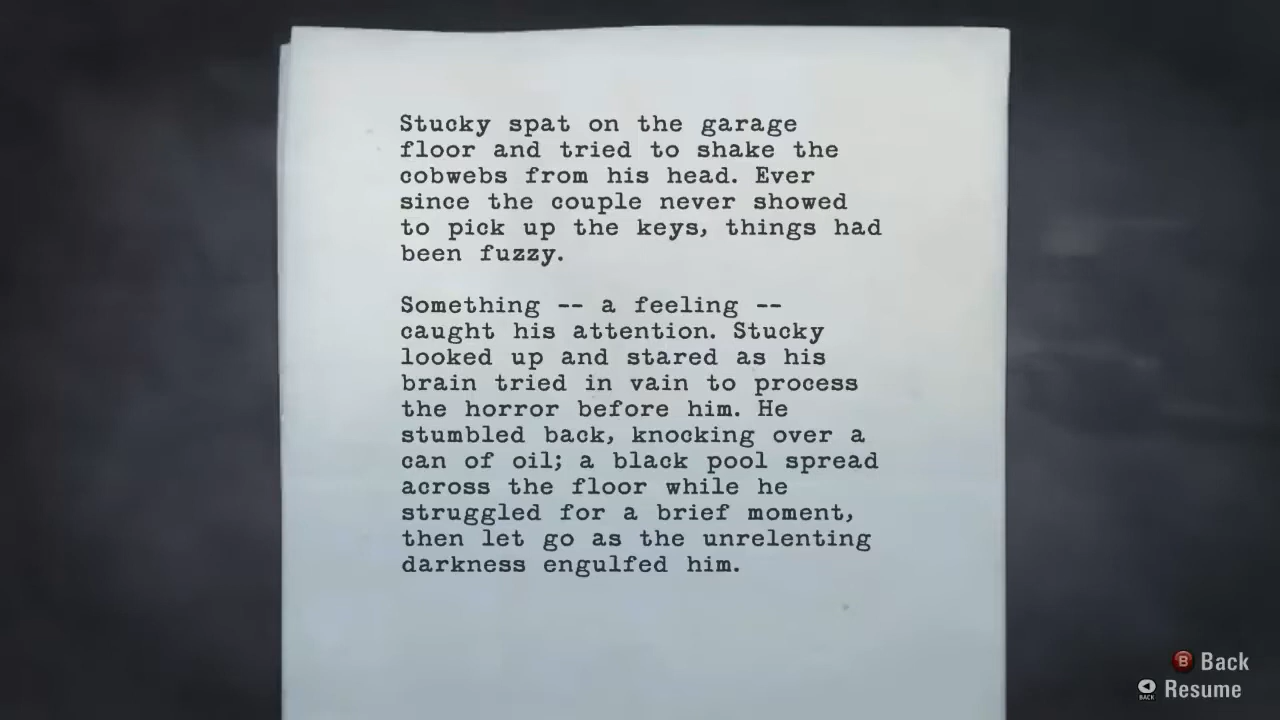 Stucky spat on the garage
floor and tried to shake the
cobwebs from his head. Ever
since the couple never showed
to pick up the keys, things had
been fuzzy.
Something -- a feeling --
caught his attention. Stucky
looked up and stared as his
brain tried in vain to process
the horror before him. He
stumbled back, knocking over a
can of oil; a black pool spread
across the floor while he
struggled for a brief moment,
then let go as the unrelenting
darkness engulfed him.
B Back
BACK Resume